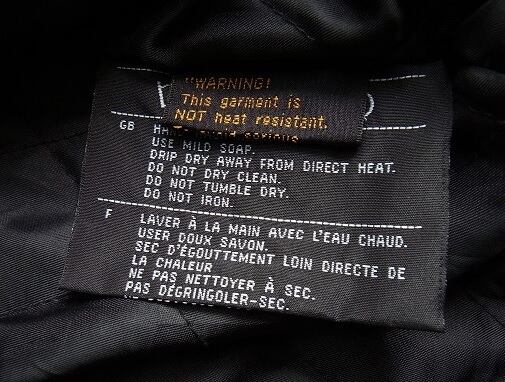 "WARNING!
This garment is
NOT heat resistant.
GB
USE MILD SOAP.
DRIP DRY AWAY FROM DIRECT HEAT.
DO NOT DRY CLEAN.
DO NOT TUMBLE DRY.
DO NOT IRON.
F LAVER À LA MAIN AVEC L'EAU CHAUD.
USER DOUX SAVON.
SEC D'ÉGOUTTEMENT LOIN DIRECTE DE
LA CHALEUR
NE PAS NETTOYER À SEC.
PAS DÉGRINGOLER-SEC.